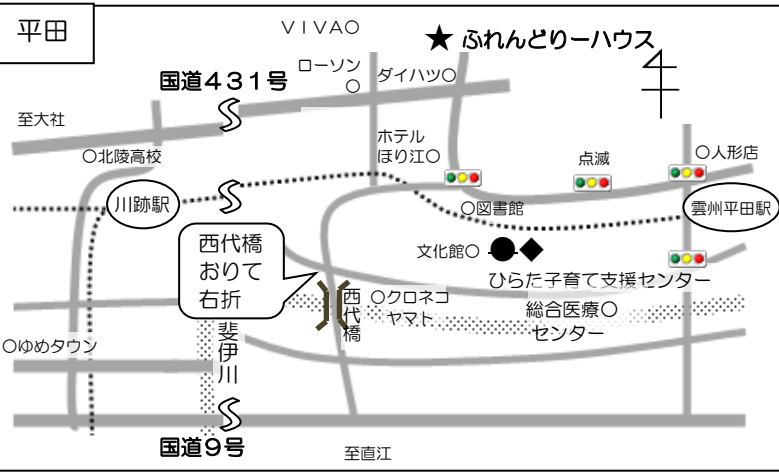 平田
VIVA○
★ ふれんどりーハウス
ローソン
○
ダイハツ○
国道431号
至大社
○北陵高校
ホテル
ほり江○
点滅
○人形店
川跡駅
○図書館
雲州平田駅
西代橋
おりて
右折
文化館○ ●◆
ひらた子育て支援センター
西代橋
○クロネコ
ヤマト
総合医療○
センター
斐伊川
○ゆめタウン
国道9号
至直江